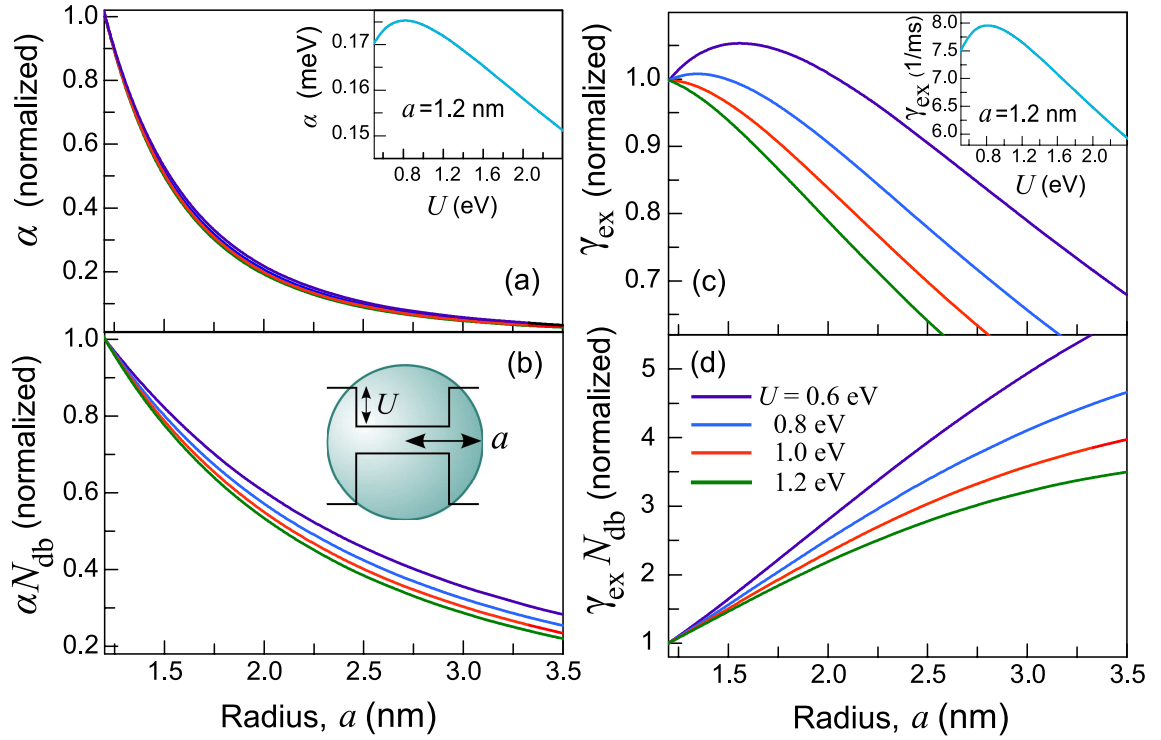 α (normalized)
1.0
0.8
0.6
0.4
0.2
(a)
α (meV)
0.17
0.16
0.15
a=1.2 nm
0.8 1.2 1.6 2.0
U (eV)
αN_db (normalized)
1.0
0.8
0.6
0.4
0.2
(b)
U
a
1.5 2.0 2.5 3.0 3.5
Radius, a (nm)
γ_ex (normalized)
1.0
0.9
0.8
0.7
(c)
γ_ex (1/ms)
8.0
7.5
7.0
6.5
6.0
a=1.2 nm
0.8 1.2 1.6 2.0
U (eV)
γ_ex N_db (normalized)
5
4
3
2
1
(d)
U = 0.6 eV
0.8 eV
1.0 eV
1.2 eV
1.5 2.0 2.5 3.0 3.5
Radius, a (nm)